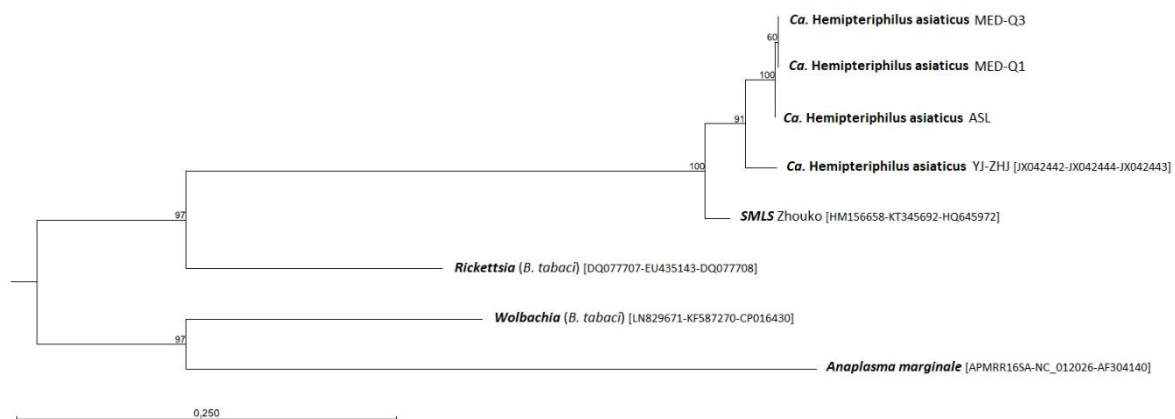 Ca. Hemipteriphilus asiaticus MED-Q3
60
Ca. Hemipteriphilus asiaticus MED-Q1
100
Ca. Hemipteriphilus asiaticus ASL
91
Ca. Hemipteriphilus asiaticus YJ-ZHJ [JX042442-JX042444-JX042443]
100
SMLS Zhouko [HM156658-KT345692-HQ645972]
97
Rickettsia (B. tabaci) [DQ077707-EU435143-DQ077708]
Wolbachia (B. tabaci) [LN829671-KF587270-CP016430]
97
Anaplasma marginale [APMRR16SA-NC_012026-AF304140]
0,250